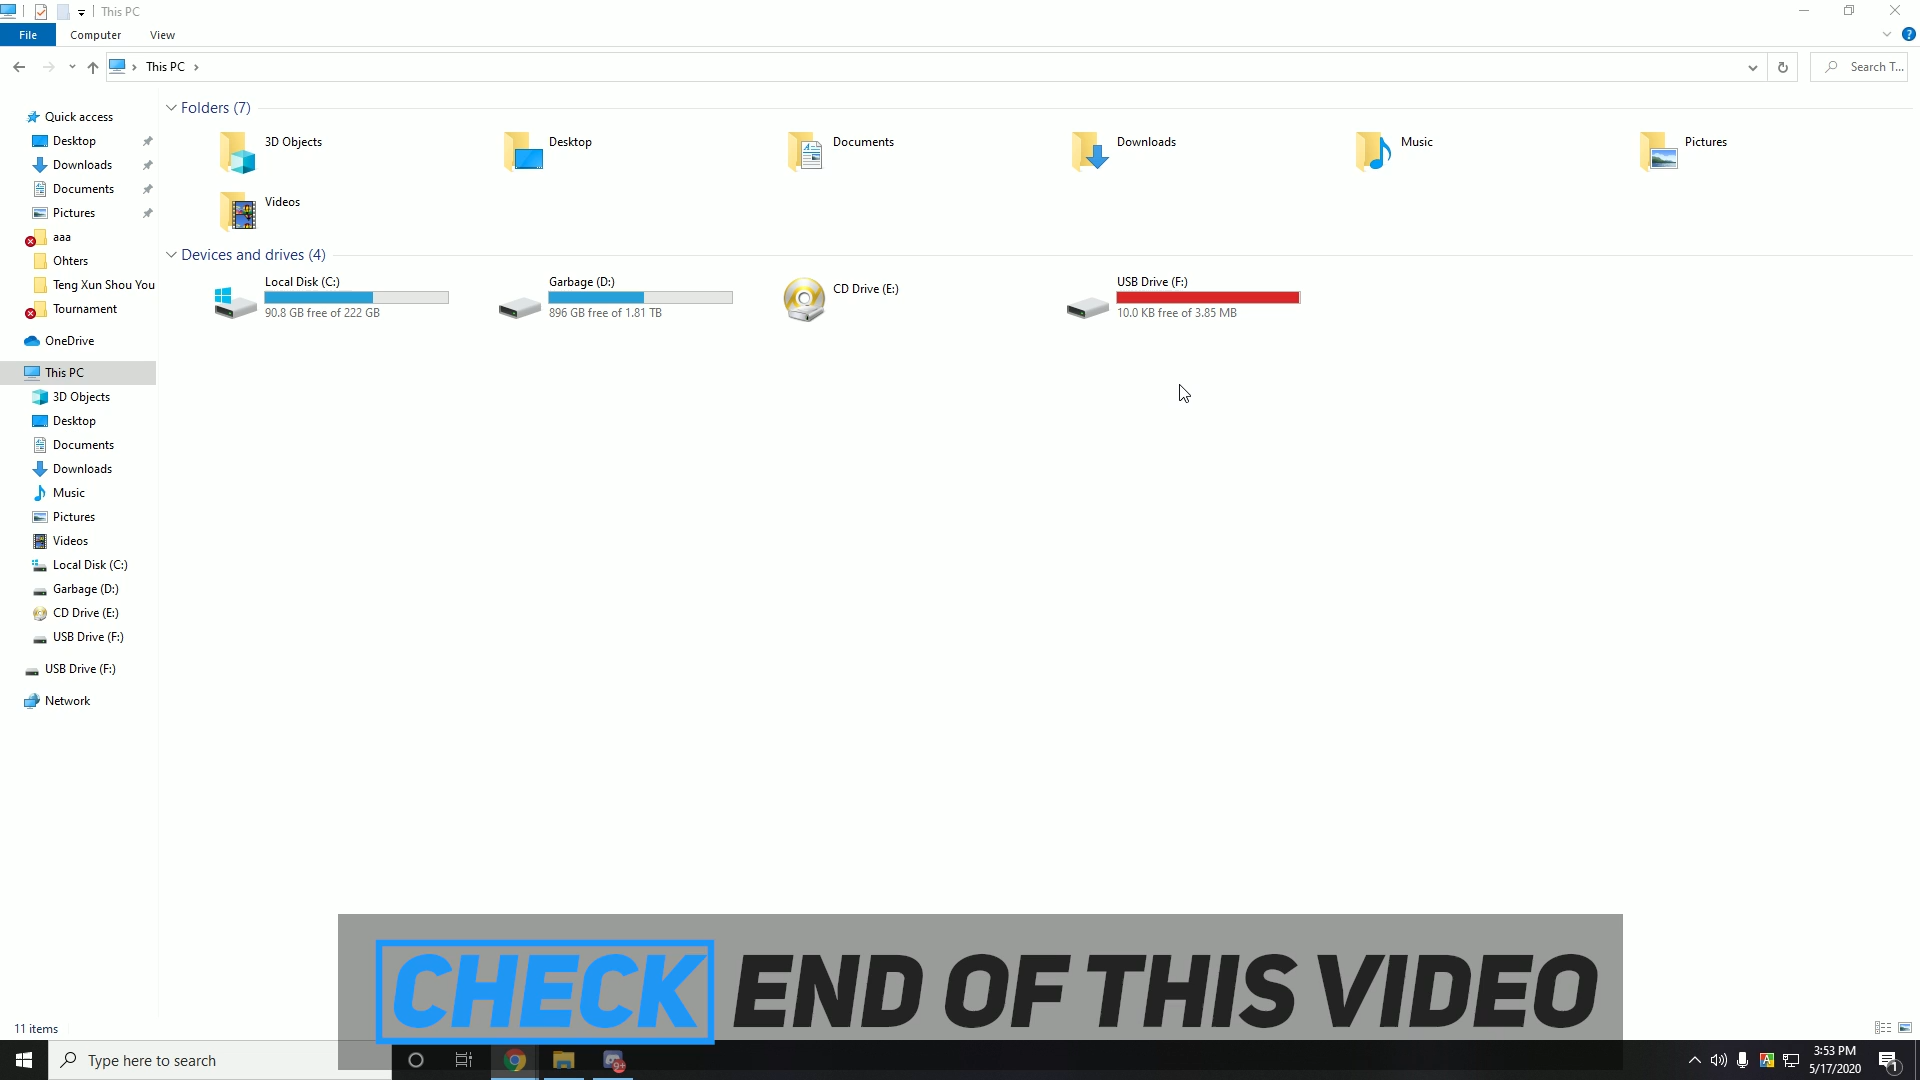 This PC
File Computer View
This PC
Search T...
Quick access
Desktop
Downloads
Documents
Pictures
aaa
Ohters
Teng Xun Shou You
Tournament
OneDrive
This PC
3D Objects
Desktop
Documents
Downloads
Music
Pictures
Videos
Local Disk (C:)
Garbage (D:)
CD Drive (E:)
USB Drive (F:)
USB Drive (F:)
Network
Folders (7)
3D Objects Desktop Documents Downloads Music Pictures
Videos
Devices and drives (4)
Local Disk (C:)
90.8 GB free of 222 GB
Garbage (D:)
896 GB free of 1.81 TB
CD Drive (E:)
USB Drive (F:)
10.0 KB free of 3.85 MB
CHECK END OF THIS VIDEO
11 items
Type here to search
9+
A
3:53 PM
5/17/2020
1